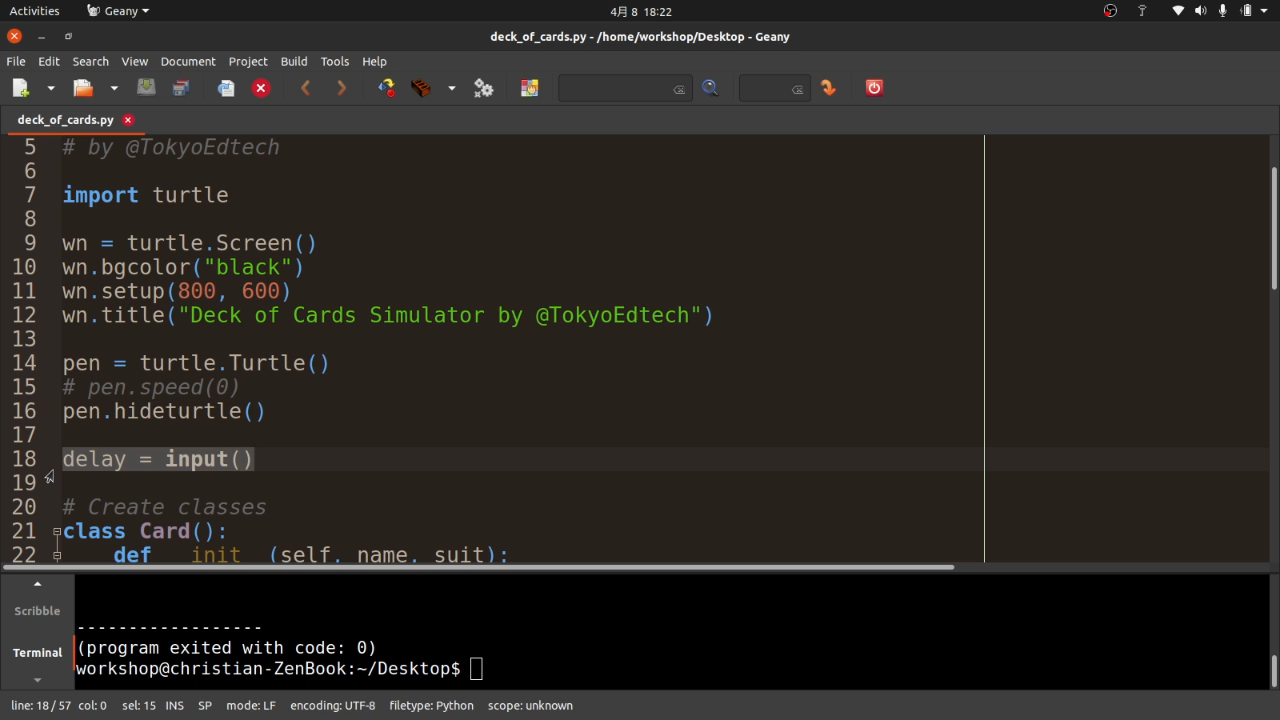 Activities Geany 4月 8 18:22
deck_of_cards.py - /home/workshop/Desktop - Geany
File Edit Search View Document Project Build Tools Help
deck_of_cards.py
5 # by @TokyoEdtech
6
7 import turtle
8
9 wn = turtle.Screen()
10 wn.bgcolor("black")
11 wn.setup(800, 600)
12 wn.title("Deck of Cards Simulator by @TokyoEdtech")
13
14 pen = turtle.Turtle()
15 # pen.speed(0)
16 pen.hideturtle()
17
18 delay = input()
19
20 # Create classes
21 class Card():
22 def __init__(self, name, suit):
Scribble
Terminal
------------------
(program exited with code: 0)
workshop@christian-ZenBook:~/Desktop$
line: 18 / 57 col: 0 sel: 15 INS SP mode: LF encoding: UTF-8 filetype: Python scope: unknown